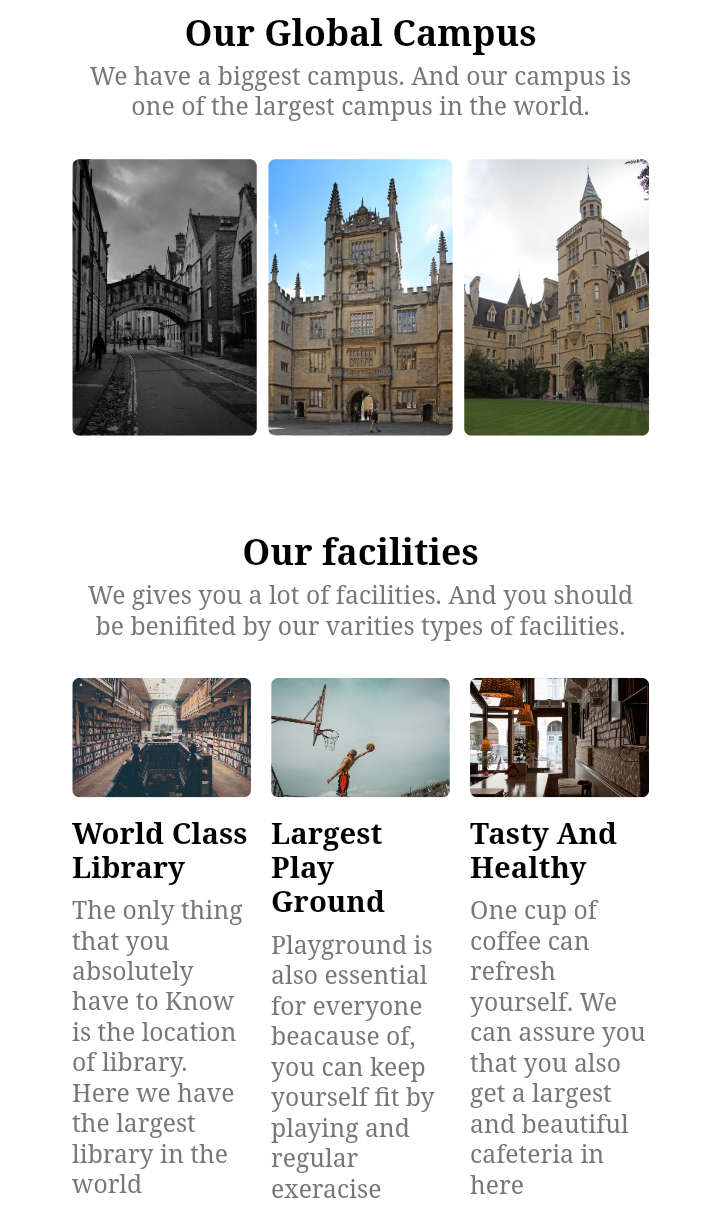 Our Global Campus
We have a biggest campus. And our campus is
one of the largest campus in the world.
Our facilities
We gives you a lot of facilities. And you should
be benifited by our varities types of facilities.
World Class
Library
The only thing
that you
absolutely
have to Know
is the location
of library.
Here we have
the largest
library in the
world
Largest
Play
Ground
Playground is
also essential
for everyone
beacause of,
you can keep
yourself fit by
playing and
regular
exeracise
Tasty And
Healthy
One cup of
coffee can
refresh
yourself. We
can assure you
that you also
get a largest
and beautiful
cafeteria in
here